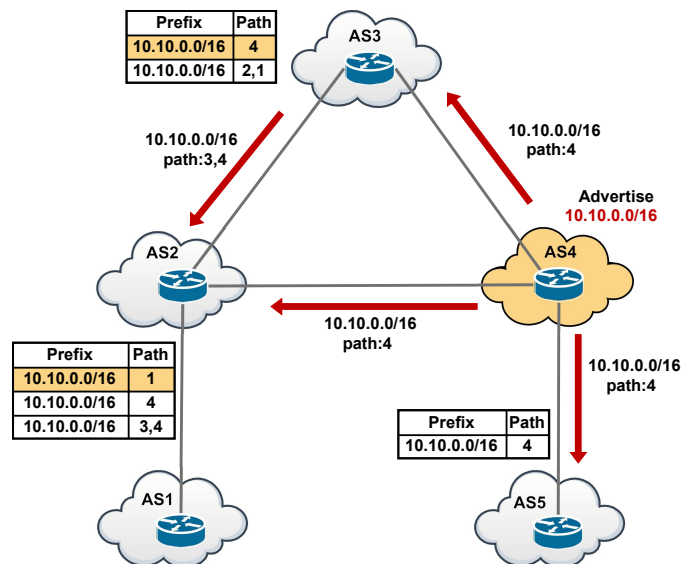 Prefix Path
10.10.0.0/16 4
10.10.0.0/16 2,1
AS3
10.10.0.0/16
path:3,4
10.10.0.0/16
path:4
Advertise
10.10.0.0/16
AS2
AS4
10.10.0.0/16
path:4
10.10.0.0/16
path:4
Prefix Path
10.10.0.0/16 1
10.10.0.0/16 4
10.10.0.0/16 3,4
Prefix Path
10.10.0.0/16 4
AS1
AS5